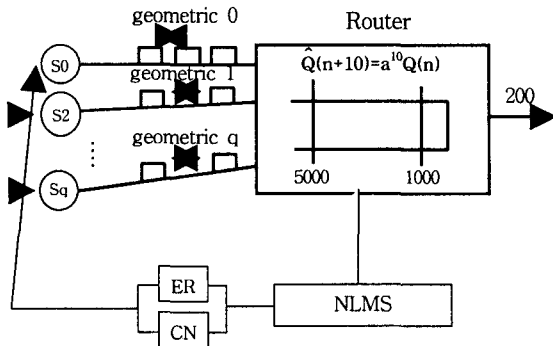 geometric 0
Router
S0
Q̂(n+10)=a¹⁰Q(n)
geometric 1
200
S2
geometric q
Sq
5000
1000
ER
CN
NLMS